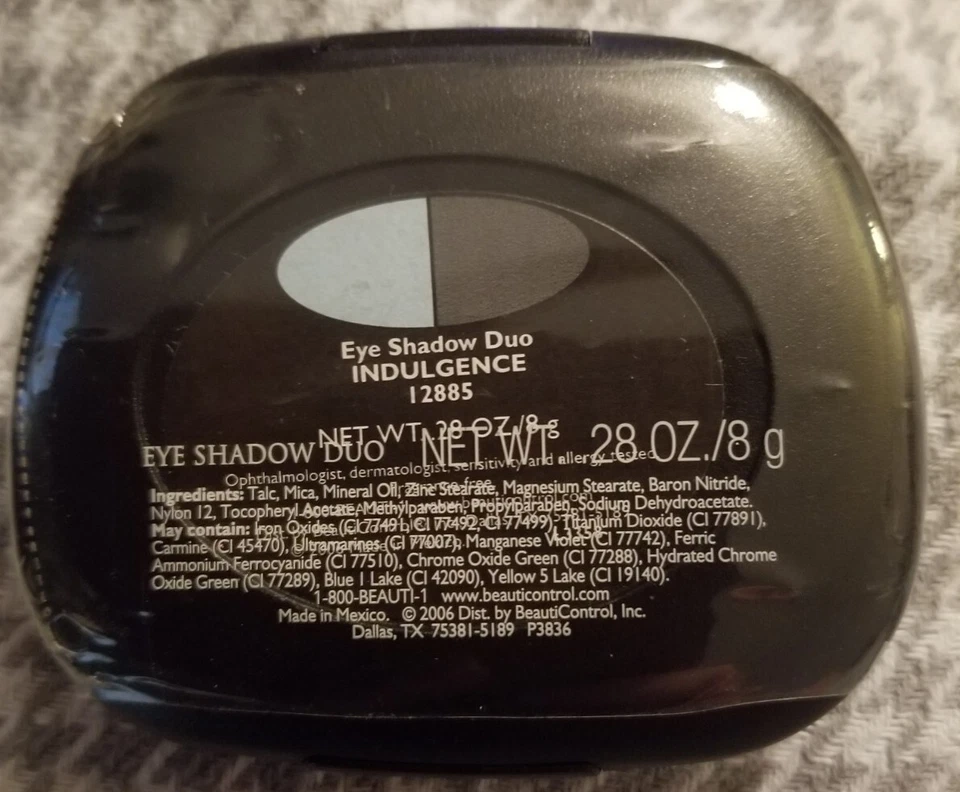 Eye Shadow Duo
INDULGENCE
12885
NET WT .28 OZ./8 g
EYE SHADOW DUO NET WT. .28 OZ./8 g
Ophthalmologist, dermatologist, sensitivity and allergy tested.
Ingredients: Talc, Mica, Mineral Oil, Zinc Stearate, Magnesium Stearate, Baron Nitride,
Nylon 12, Tocopheryl Acetate, Methylparaben, Propylparaben, Sodium Dehydroacetate.
May contain: Iron Oxides (CI 77491, CI 77492, CI 77499), Titanium Dioxide (CI 77891),
Carmine (CI 45470), Ultramarines (CI 77007), Manganese Violet (CI 77742), Ferric
Ammonium Ferrocyanide (CI 77510), Chrome Oxide Green (CI 77288), Hydrated Chrome
Oxide Green (CI 77289), Blue 1 Lake (CI 42090), Yellow 5 Lake (CI 19140).
1-800-BEAUTI-1 www.beauticontrol.com
Made in Mexico. © 2006 Dist. by BeautiControl, Inc.
Dallas, TX 75381-5189 P3836